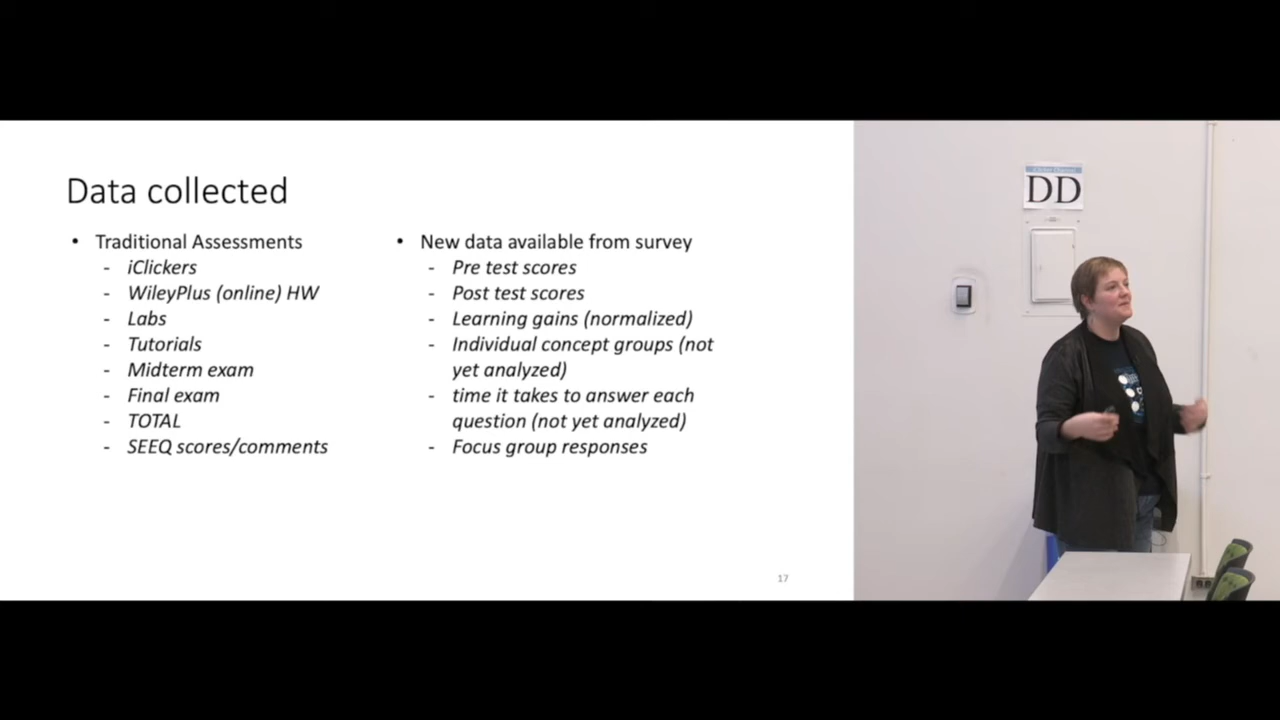 Data collected
• Traditional Assessments
- iClickers
- WileyPlus (online) HW
- Labs
- Tutorials
- Midterm exam
- Final exam
- TOTAL
- SEEQ scores/comments
• New data available from survey
- Pre test scores
- Post test scores
- Learning gains (normalized)
- Individual concept groups (not
yet analyzed)
- time it takes to answer each
question (not yet analyzed)
- Focus group responses
17
DD